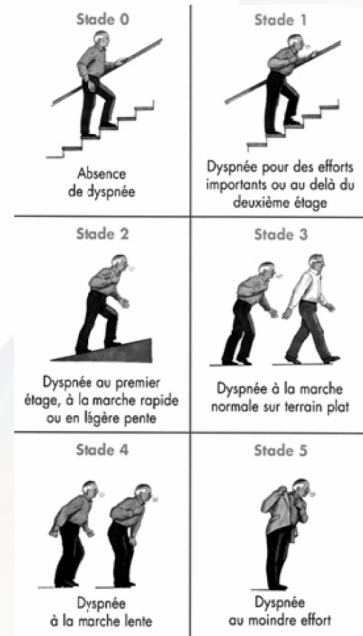 Stade 0
Absence
de dyspnée
Stade 1
Dyspnée pour des efforts
importants ou au delà du
deuxième étage
Stade 2
Dyspnée au premier
étage, à la marche rapide
ou en légère pente
Stade 3
Dyspnée à la marche
normale sur terrain plat
Stade 4
Dyspnée
à la marche lente
Stade 5
Dyspnée
au moindre effort